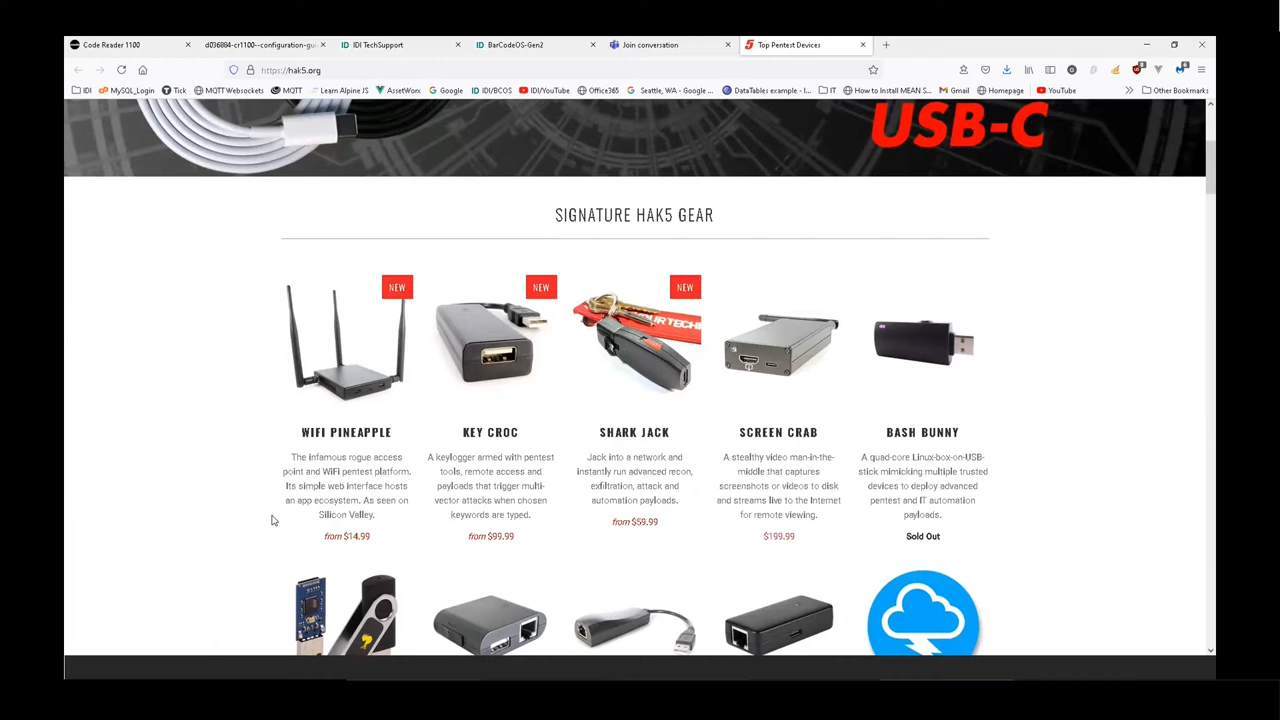 Code Reader 1100
d036884-cr1100--configuration-gui
IDI TechSupport
BarCodeOS-Gen2
Join conversation
Top Pentest Devices
https://hak5.org
IDI
MySQL_Login
Tick
MQTT Websockets
MQTT
Learn Alpine JS
AssetWorx
Google
IDI/BCOS
IDI/YouTube
Office365
Seattle, WA - Google ...
DataTables example - I...
IT
How to Install MEAN S...
Gmail
Homepage
YouTube
Other Bookmarks
USB-C
SIGNATURE HAK5 GEAR
NEW
NEW
NEW
WIFI PINEAPPLE
The infamous rogue access
point and WiFi pentest platform.
Its simple web interface hosts
an app ecosystem. As seen on
Silicon Valley.
from $14.99
KEY CROC
A keylogger armed with pentest
tools, remote access and
payloads that trigger multi-
vector attacks when chosen
keywords are typed.
from $99.99
SHARK JACK
Jack into a network and
instantly run advanced recon,
exfiltration, attack and
automation payloads.
from $59.99
SCREEN CRAB
A stealthy video man-in-the-
middle that captures
screenshots or videos to disk
and streams live to the Internet
for remote viewing.
$199.99
BASH BUNNY
A quad-core Linux-box-on-USB-
stick mimicking multiple trusted
devices to deploy advanced
pentest and IT automation
payloads.
Sold Out